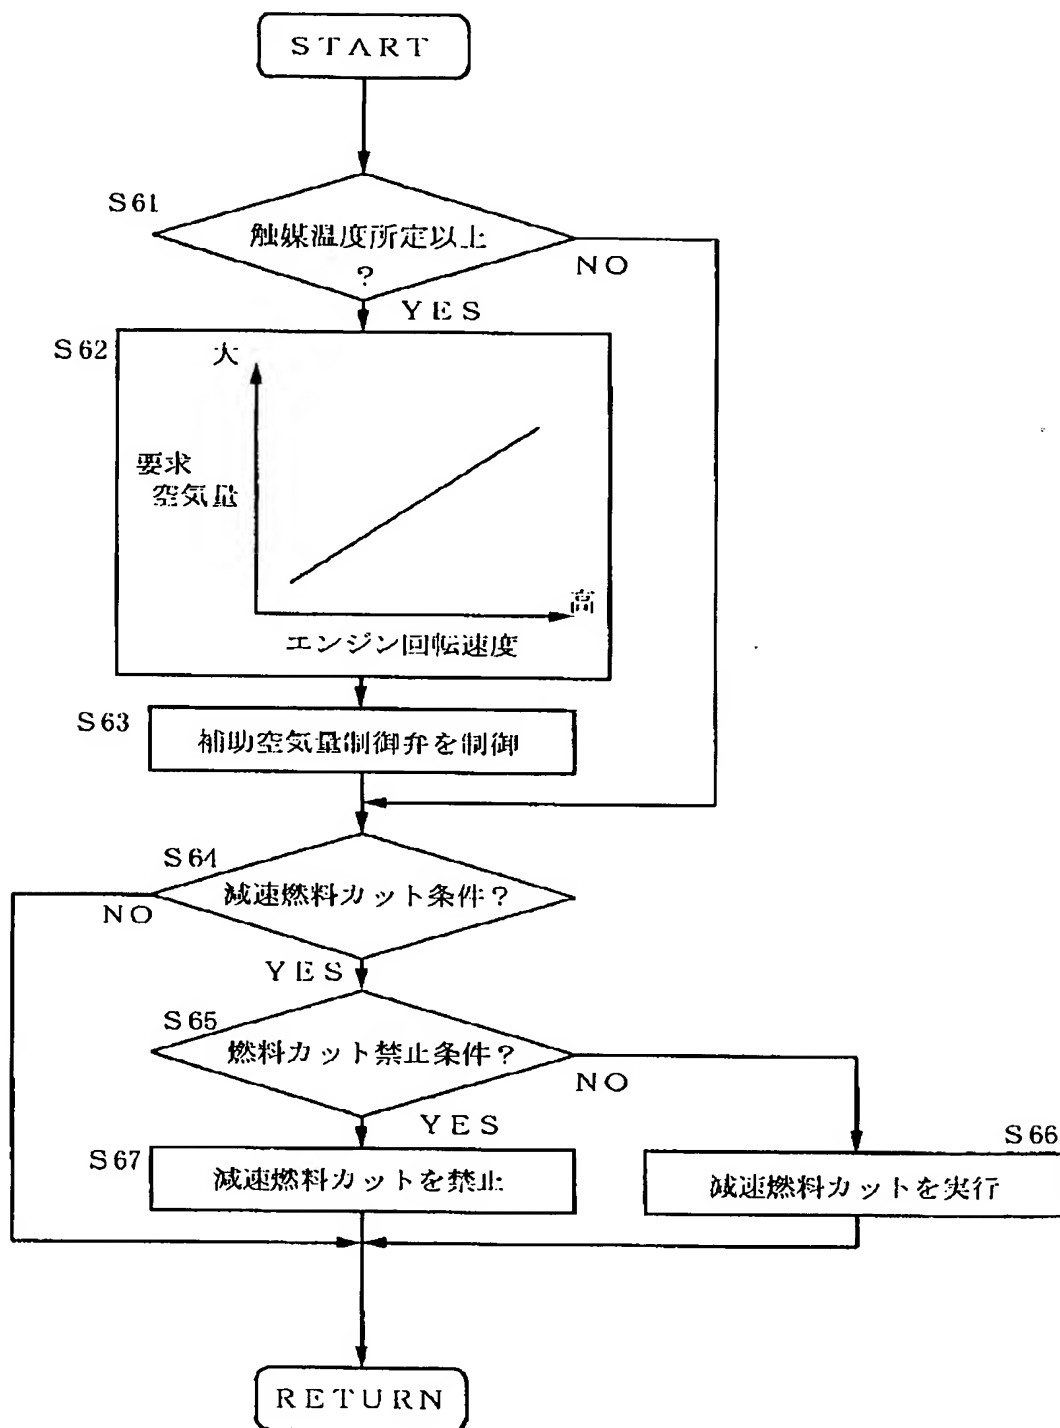 START
S61
触媒温度所定以上
?
NO
YES
S62
大
要求
空気量
高
エンジン回転速度
S63
補助空気量制御弁を制御
S64
減速燃料カット条件?
NO
YES
S65
燃料カット禁止条件?
NO
YES
S67
減速燃料カットを禁止
S66
減速燃料カットを実行
RETURN